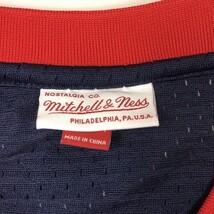 NOSTALGIA CO.
Mitchell & Ness
PHILADELPHIA, PA. U.S.A.
MADE IN CHINA